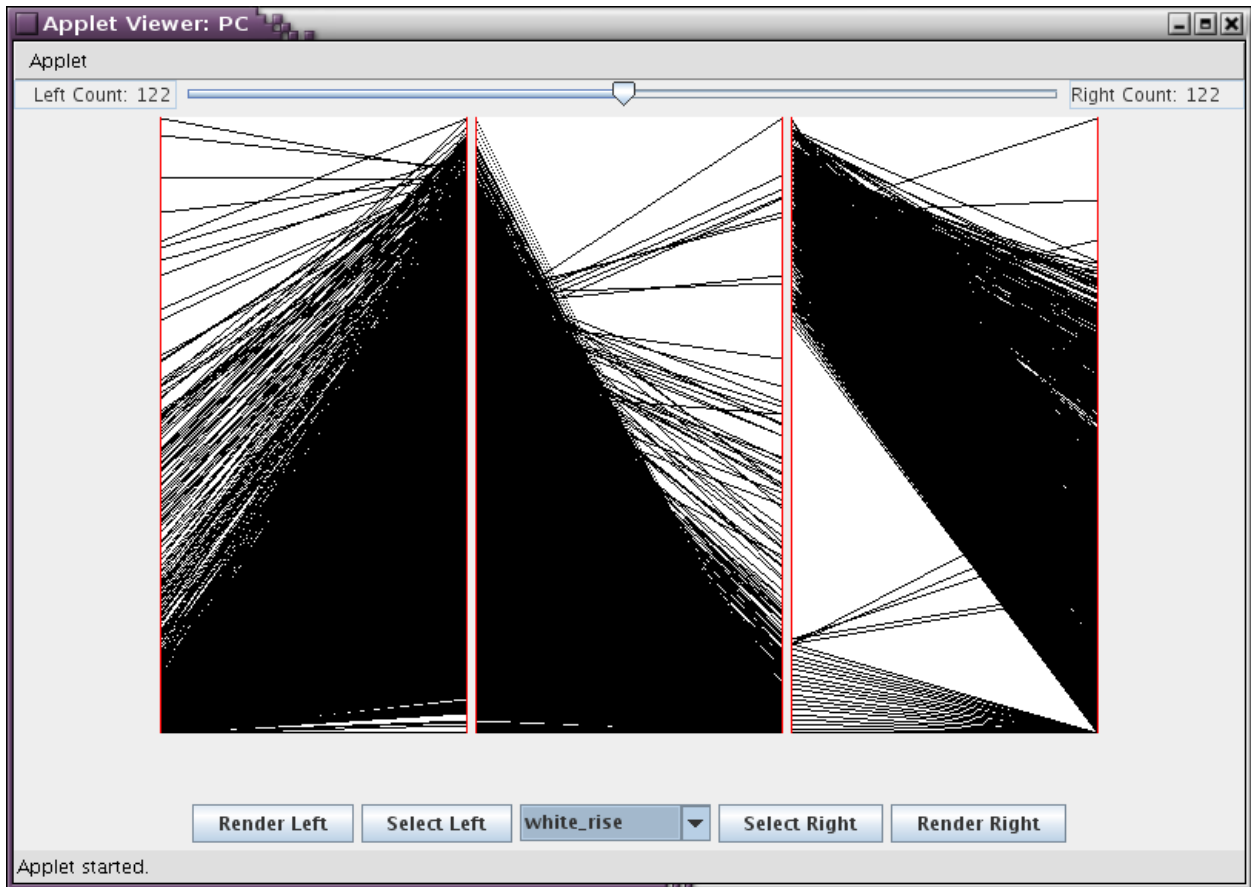 Applet Viewer: PC
Applet
Left Count: 122
Right Count: 122
Render Left
Select Left
white_rise
Select Right
Render Right
Applet started.